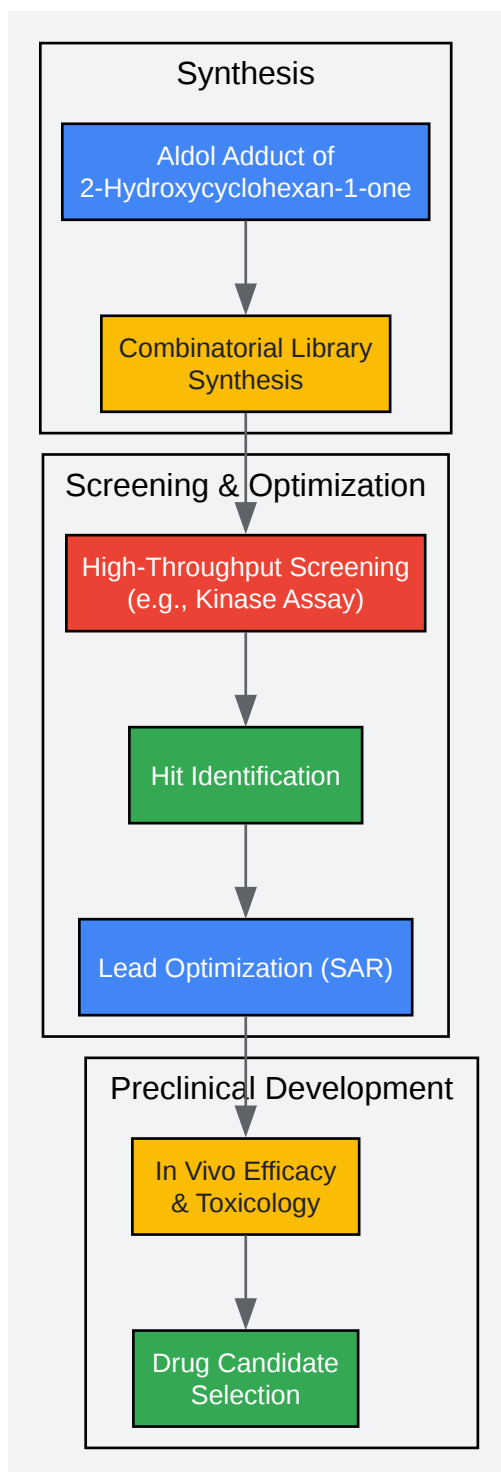 Synthesis
Aldol Adduct of
2-Hydroxycyclohexan-1-one
Combinatorial Library
Synthesis
Screening & Optimization
High-Throughput Screening
(e.g., Kinase Assay)
Hit Identification
Lead Optimization (SAR)
Preclinical Development
In Vivo Efficacy
& Toxicology
Drug Candidate
Selection